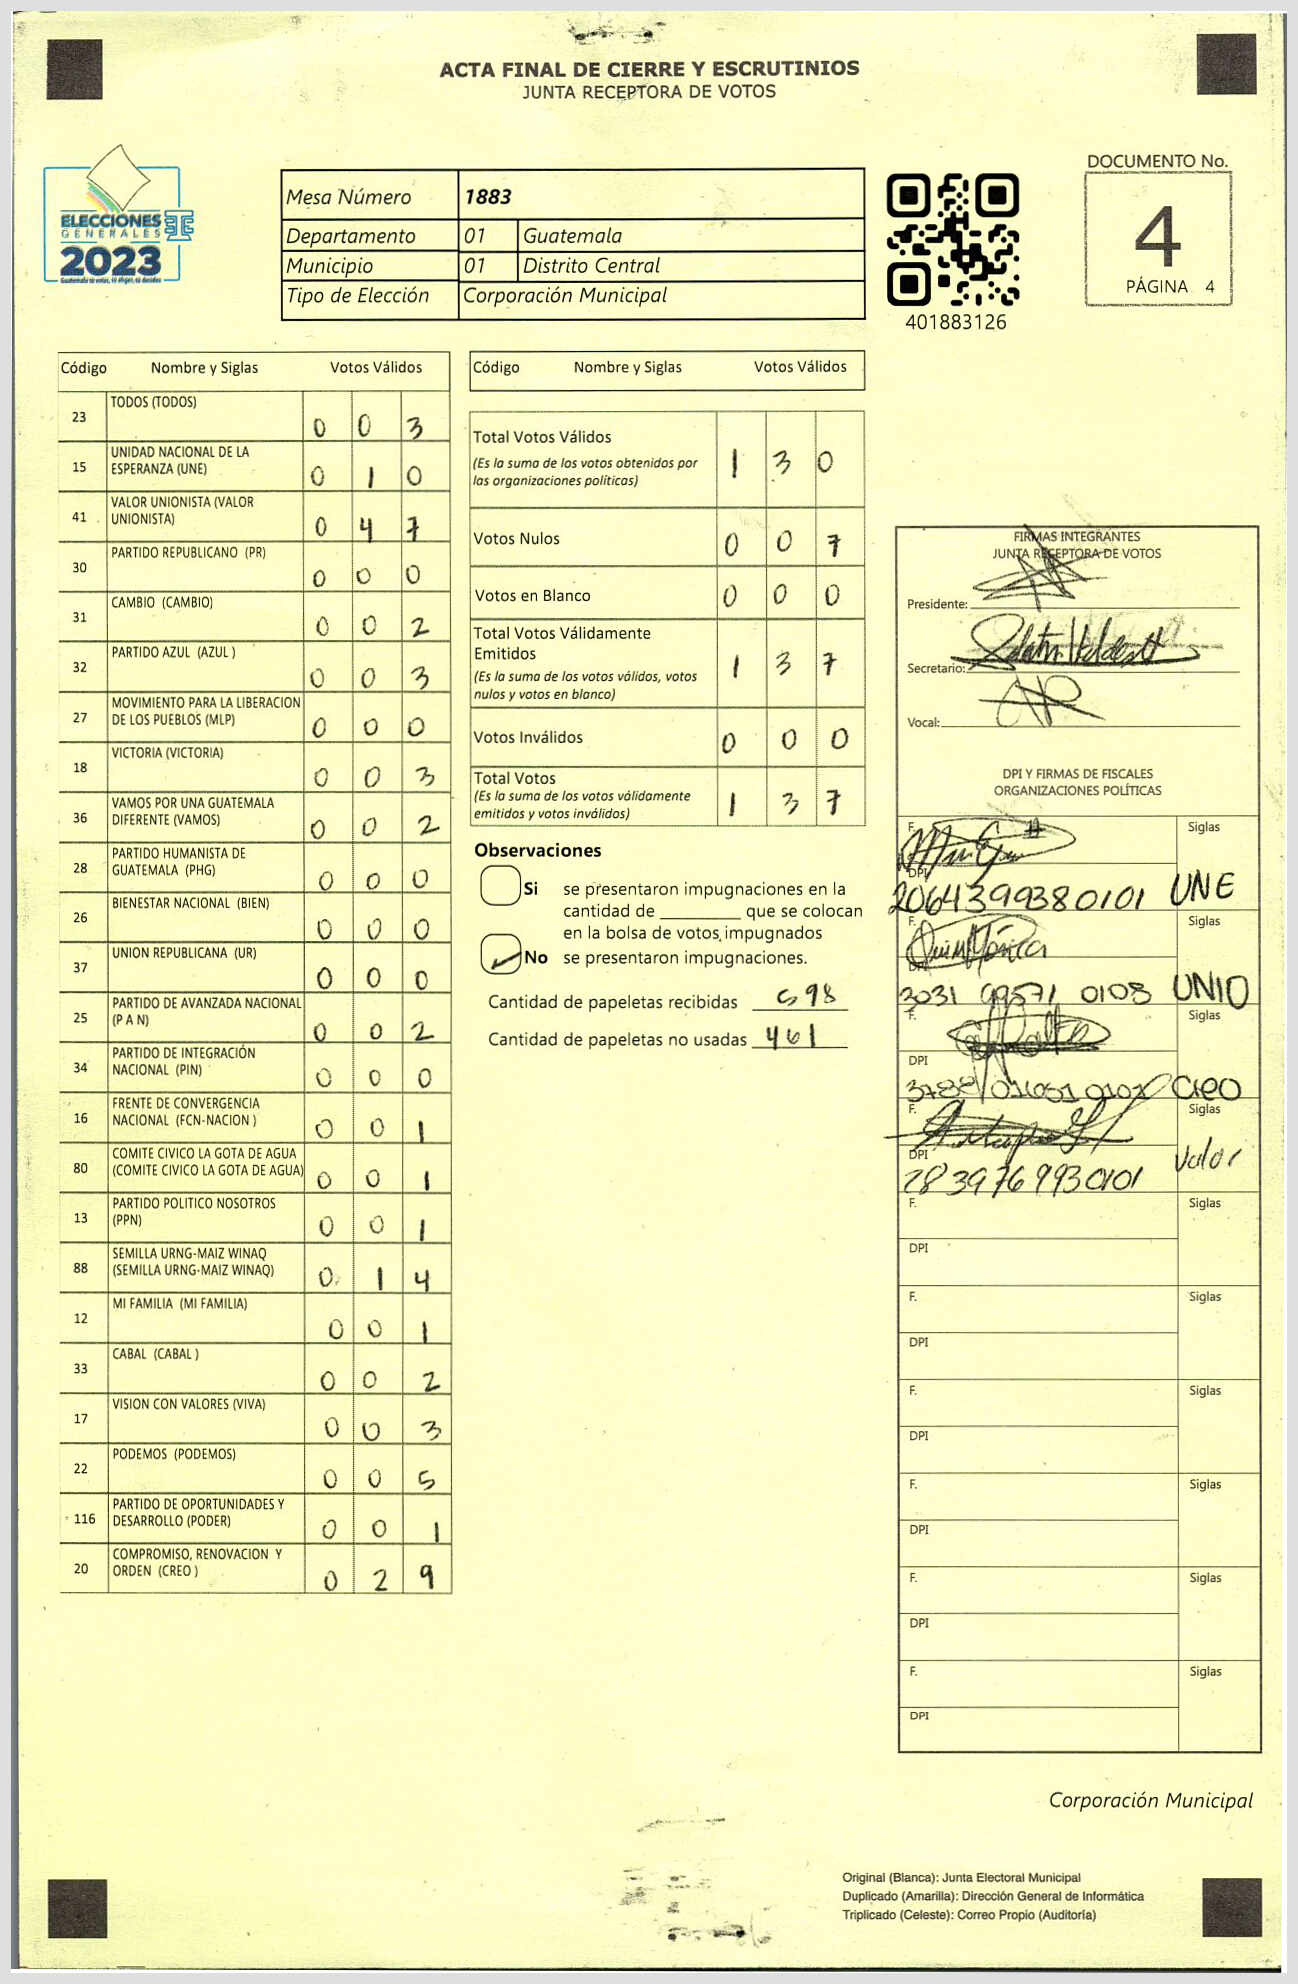 ACTA FINAL DE CIERRE Y ESCRUTINIOS
JUNTA RECEPTORA DE VOTOS
ELECCIONES
GENERALES
2023
Mesa Número 1883
Departamento 01 Guatemala
Municipio 01 Distrito Central
Tipo de Elección Corporación Municipal
401883126
DOCUMENTO No.
4
PÁGINA 4
Código Nombre y Siglas Votos Válidos
23 TODOS (TODOS) 0 0 3
15 UNIDAD NACIONAL DE LA
ESPERANZA (UNE) 0 1 0
41 VALOR UNIONISTA (VALOR
UNIONISTA) 0 4 7
30 PARTIDO REPUBLICANO (PR) 0 0 0
31 CAMBIO (CAMBIO) 0 0 2
32 PARTIDO AZUL (AZUL ) 0 0 3
27 MOVIMIENTO PARA LA LIBERACION
DE LOS PUEBLOS (MLP) 0 0 0
18 VICTORIA (VICTORIA) 0 0 3
36 VAMOS POR UNA GUATEMALA
DIFERENTE (VAMOS) 0 0 2
28 PARTIDO HUMANISTA DE
GUATEMALA (PHG) 0 0 0
26 BIENESTAR NACIONAL (BIEN) 0 0 0
37 UNION REPUBLICANA (UR) 0 0 0
25 PARTIDO DE AVANZADA NACIONAL
(P A N) 0 0 2
34 PARTIDO DE INTEGRACIÓN
NACIONAL (PIN) 0 0 0
16 FRENTE DE CONVERGENCIA
NACIONAL (FCN-NACION ) 0 0 1
80 COMITE CIVICO LA GOTA DE AGUA
(COMITE CIVICO LA GOTA DE AGUA) 0 0 1
13 PARTIDO POLITICO NOSOTROS
(PPN) 0 0 1
88 SEMILLA URNG-MAIZ WINAQ
(SEMILLA URNG-MAIZ WINAQ) 0 1 4
12 MI FAMILIA (MI FAMILIA) 0 0 1
33 CABAL (CABAL ) 0 0 2
17 VISION CON VALORES (VIVA) 0 0 3
22 PODEMOS (PODEMOS) 0 0 5
116 PARTIDO DE OPORTUNIDADES Y
DESARROLLO (PODER) 0 0 1
20 COMPROMISO, RENOVACION Y
ORDEN (CREO ) 0 2 9
Código Nombre y Siglas Votos Válidos
Total Votos Válidos 1 3 0
(Es la suma de los votos obtenidos por
las organizaciones políticas)
Votos Nulos 0 0 7
Votos en Blanco 0 0 0
Total Votos Válidamente
Emitidos 1 3 7
(Es la suma de los votos válidos, votos
nulos y votos en blanco)
Votos Inválidos 0 0 0
Total Votos 1 3 7
(Es la suma de los votos válidamente
emitidos y votos inválidos)
Observaciones
Si se presentaron impugnaciones en la
cantidad de ________ que se colocan
en la bolsa de votos impugnados
No se presentaron impugnaciones.
Cantidad de papeletas recibidas 598
Cantidad de papeletas no usadas 461
FIRMAS INTEGRANTES
JUNTA RECEPTORA DE VOTOS
Presidente:
Secretario:
Vocal:
DPI Y FIRMAS DE FISCALES
ORGANIZACIONES POLÍTICAS
F. Siglas
DPI
2064399380101 UNE
F. Siglas
DPI
3031 99571 0108 UNIO
F. Siglas
DPI
CREO
F. Siglas
DPI Valor
2839769930101
F. Siglas
DPI
F. Siglas
DPI
F. Siglas
DPI
F. Siglas
DPI
F. Siglas
DPI
F. Siglas
DPI
Corporación Municipal
Original (Blanca): Junta Electoral Municipal
Duplicado (Amarilla): Dirección General de Informática
Triplicado (Celeste): Correo Propio (Auditoría)